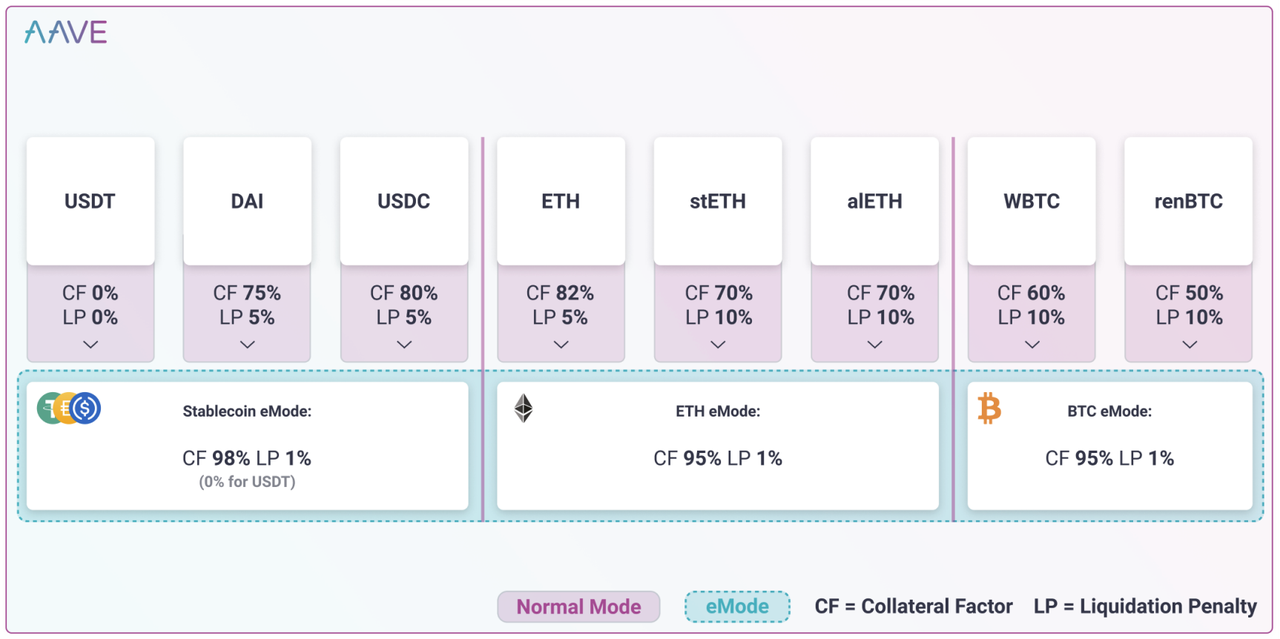 AAVE
USDT
DAI
USDC
ETH
stETH
alETH
WBTC
renBTC
CF 0%
LP 0%
CF 75%
LP 5%
CF 80%
LP 5%
CF 82%
LP 5%
CF 70%
LP 10%
CF 70%
LP 10%
CF 60%
LP 10%
CF 50%
LP 10%
Stablecoin eMode:
CF 98% LP 1%
(0% for USDT)
ETH eMode:
CF 95% LP 1%
BTC eMode:
CF 95% LP 1%
Normal Mode
eMode
CF = Collateral Factor
LP = Liquidation Penalty